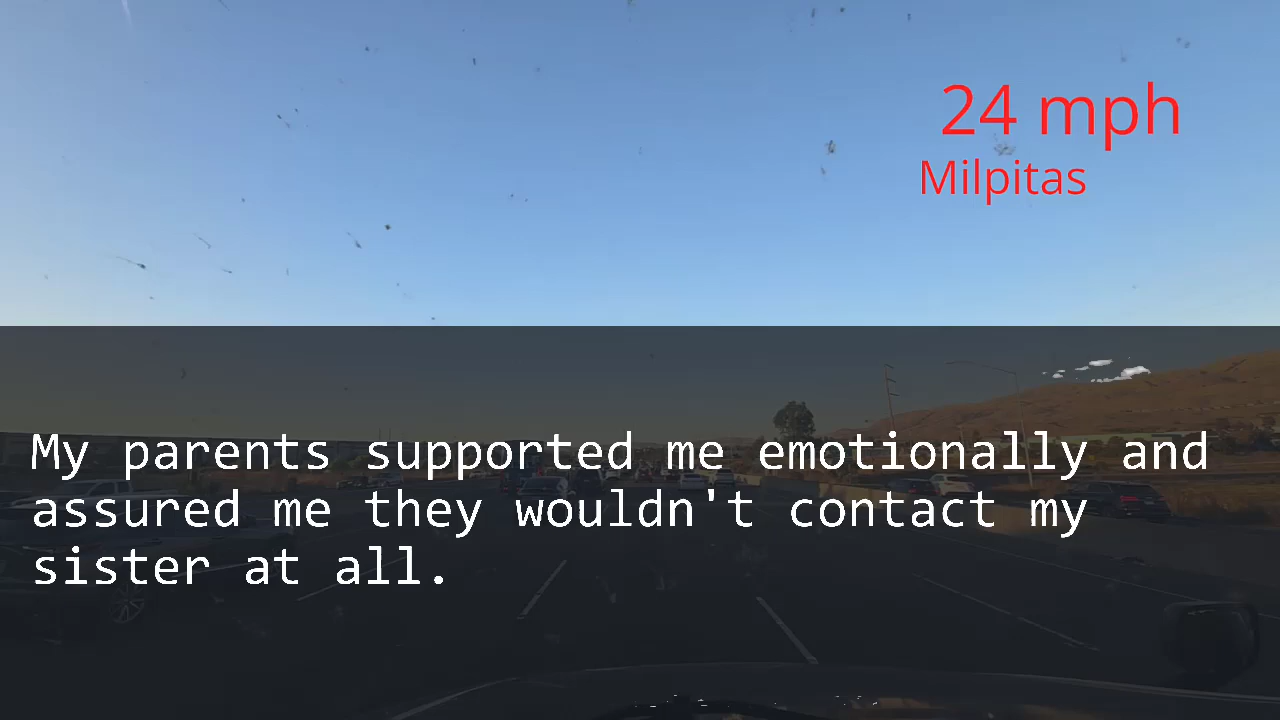 24 mph
Milpitas
My parents supported me emotionally and
assured me they wouldn't contact my
sister at all.